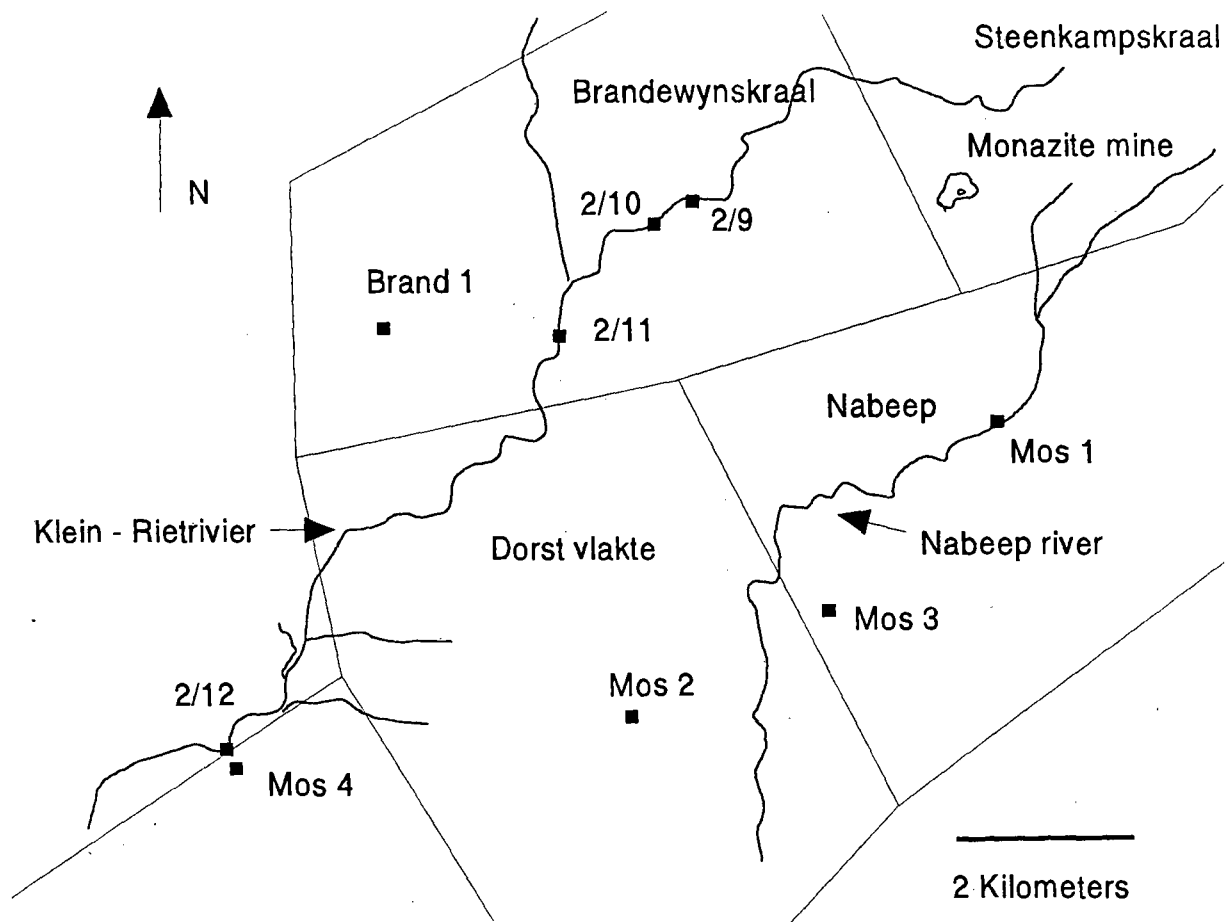 Steenkampskraal
Brandewynskraal
Monazite mine
N
2/10
2/9
Brand 1
2/11
Nabeep
Mos 1
Klein - Rietrivier
Dorst vlakte
Nabeep river
Mos 3
2/12
Mos 2
Mos 4
2 Kilometers